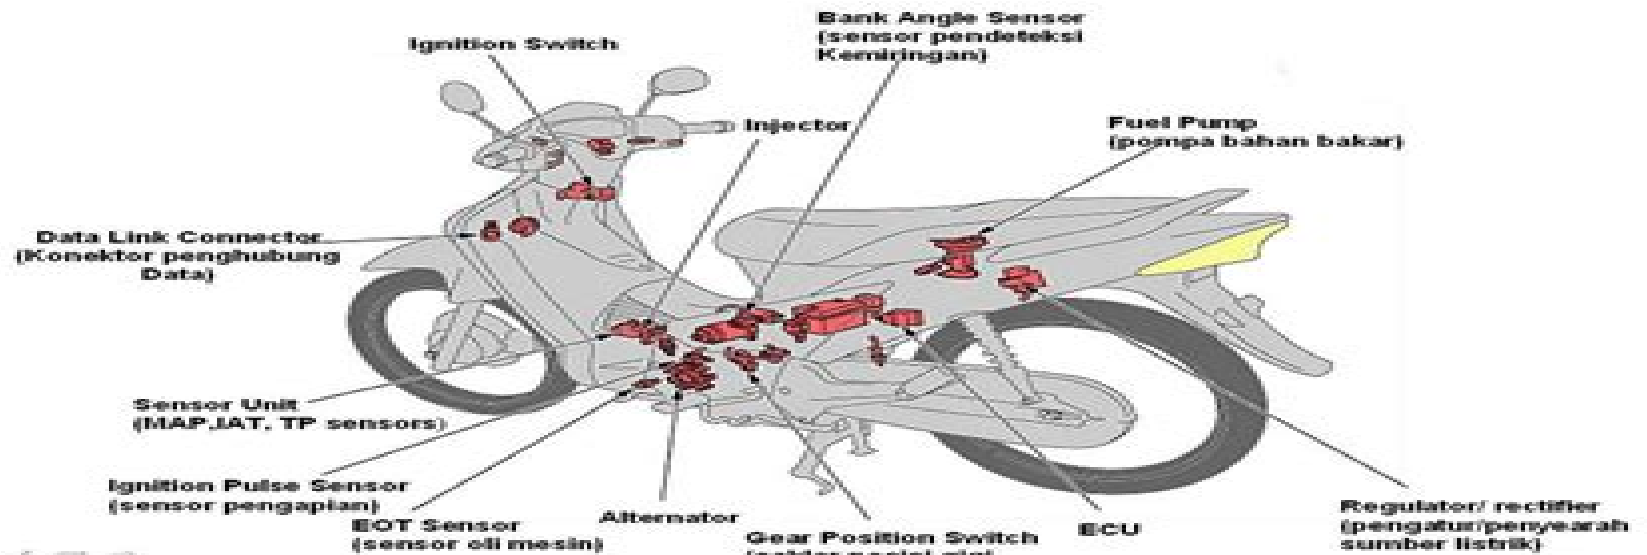 Bank Angle Sensor
(sensor pendeteksi
Kemiringan)
Ignition Switch
Injector
Fuel Pump
(pompa bahan bakar)
Data Link Connector
(Konektor penghubung
Data)
Sensor Unit
(MAP,IAT, TP sensors)
Ignition Pulse Sensor
(sensor pengapian)
EOT Sensor
(sensor oli mesin)
Alternator
Gear Position Switch
ECU
Regulator/ rectifier
(pengatur/penyearah
sumber listrik)